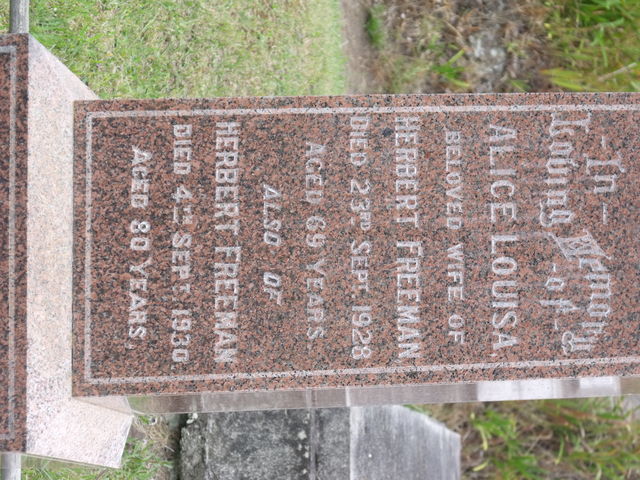 - In -
Loving Memory
- of -
ALICE LOUISA,
BELOVED WIFE OF
HERBERT FREEMAN
DIED 23RD SEPT. 1928
AGED 69 YEARS
ALSO OF
HERBERT FREEMAN
DIED 4TH SEPT. 1930.
AGED 80 YEARS.